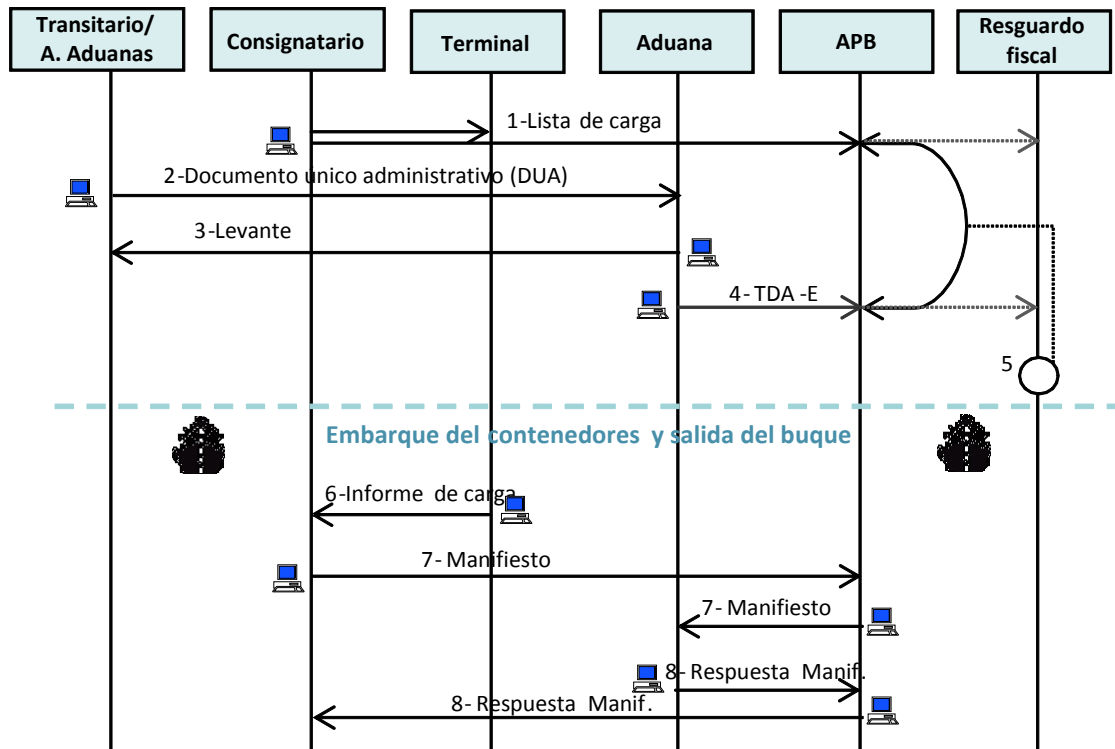 Transitario/
A. Aduanas
Consignatario
Terminal
Aduana
APB
Resguardo
fiscal
1-Lista de carga
2-Documento único administrativo (DUA)
3-Levante
4- TDA -E
5
Embarque del contenedores y salida del buque
6-Informe de carga
7- Manifiesto
7- Manifiesto
8- Respuesta Manif.
8- Respuesta Manif.